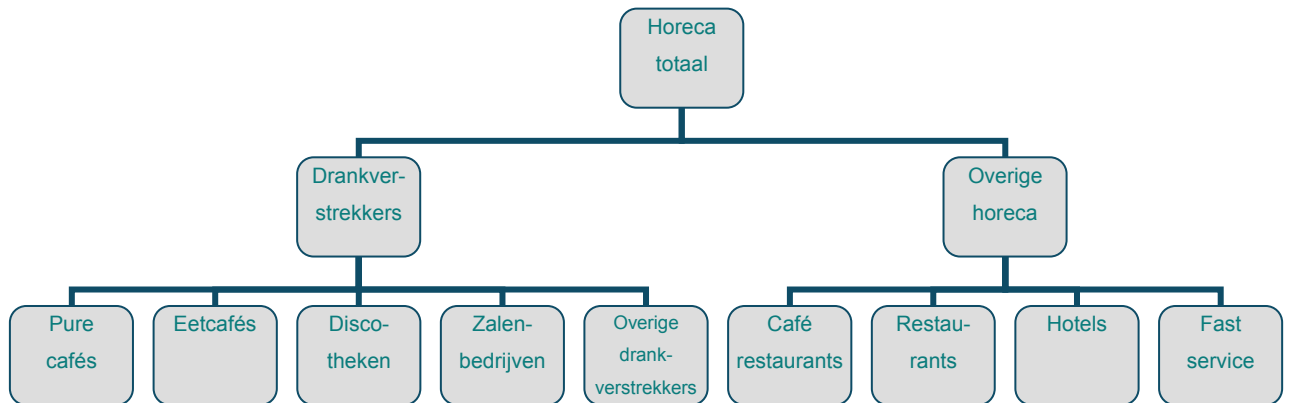 Horeca
totaal
Drankver-
strekkers
Overige
horeca
Pure
cafés
Eetcafés
Disco-
theken
Zalen-
bedrijven
Overige
drank-
verstrekkers
Café
restaurants
Restau-
rants
Hotels
Fast
service